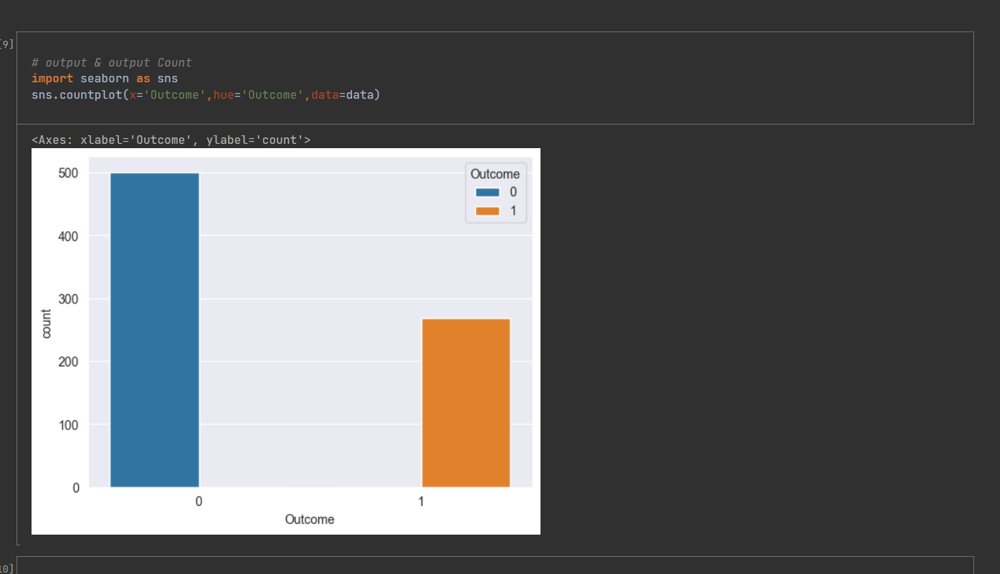 [9]
# output & output Count
import seaborn as sns
sns.countplot(x='Outcome',hue='Outcome',data=data)
<Axes: xlabel='Outcome', ylabel='count'>
Outcome
0
1
500
400
300
200
100
0
count
0
1
Outcome
10]